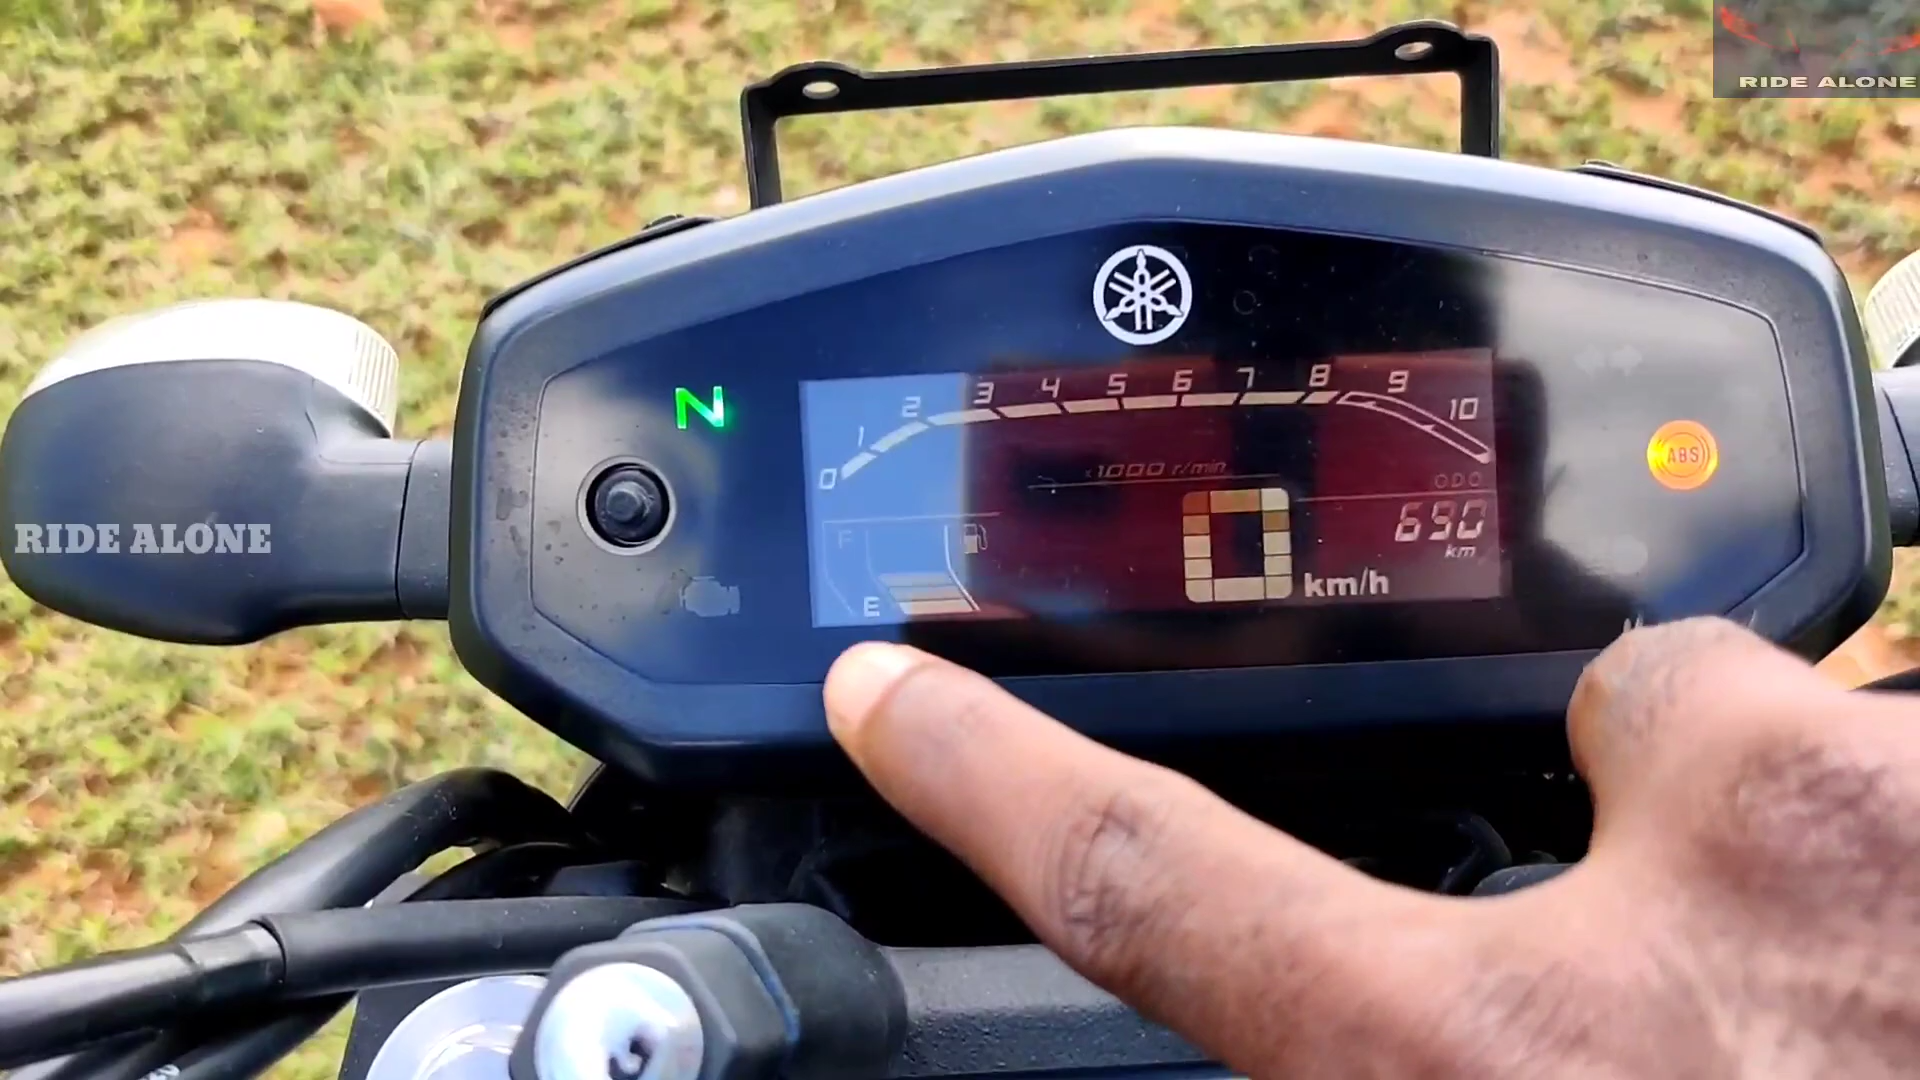 RIDE ALONE
N
0 1 2 3 4 5 6 7 8 9 10
x1000 r/min
ABS
ODO
690
km
F
E
0 km/h
RIDE ALONE